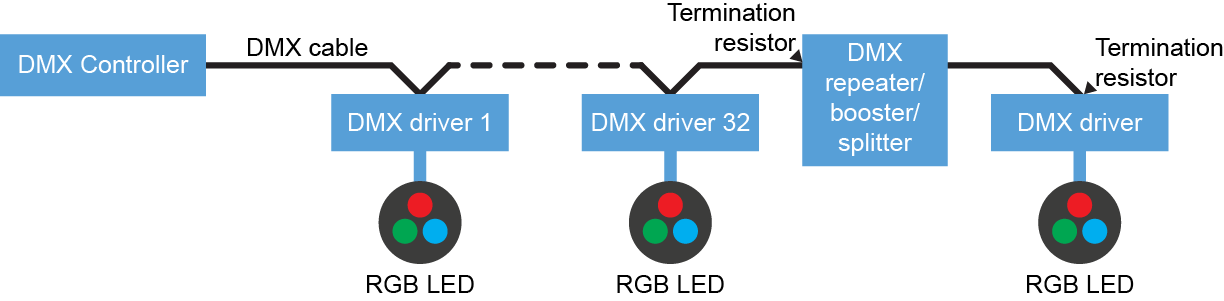 DMX Controller
DMX cable
DMX driver 1
RGB LED
DMX driver 32
RGB LED
Termination
resistor
DMX
repeater/
booster/
splitter
Termination
resistor
DMX driver
RGB LED